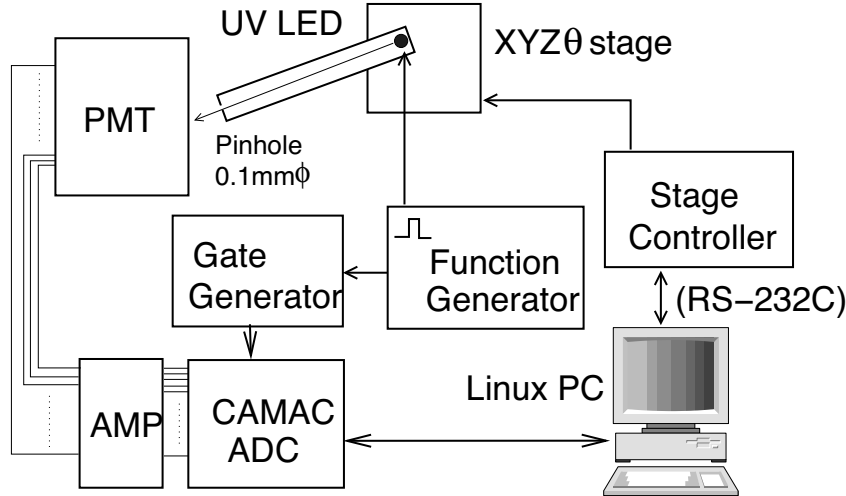 UV LED
XYZθ stage
PMT
Pinhole
0.1mmϕ
Stage
Controller
Gate
Generator
Function
Generator
(RS−232C)
Linux PC
AMP
CAMAC
ADC